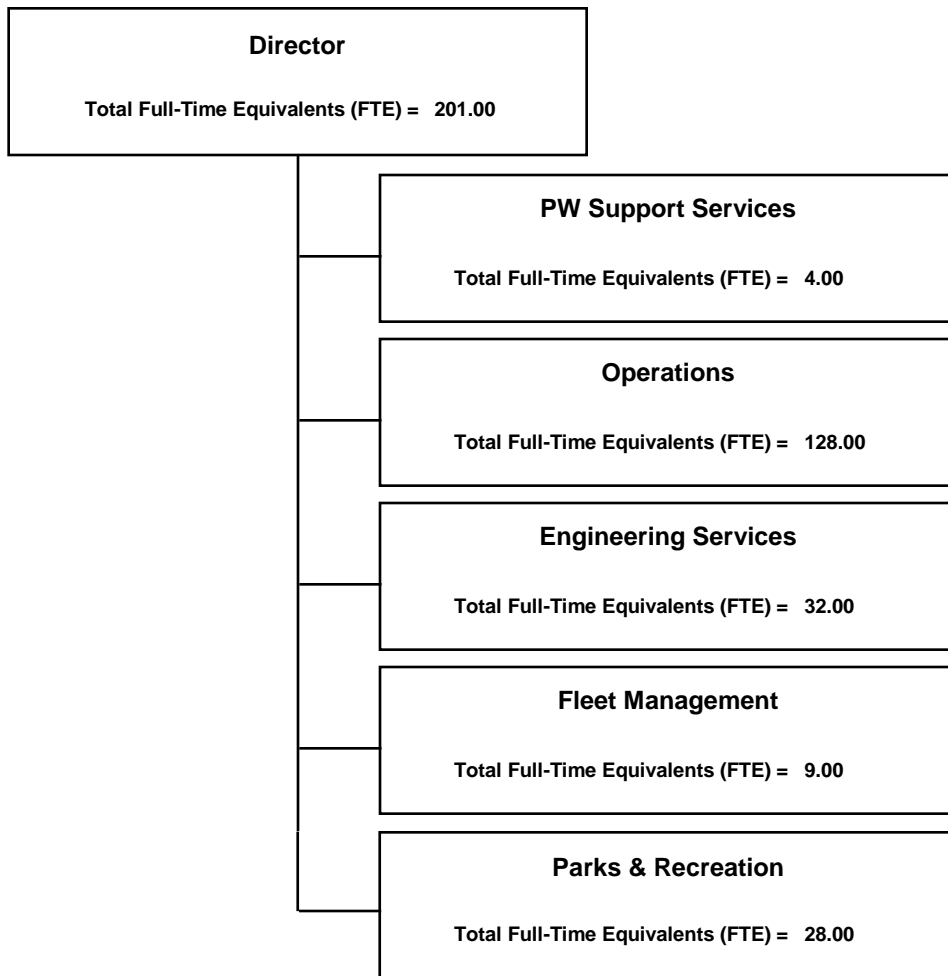 Director
Total Full-Time Equivalents (FTE) = 201.00
PW Support Services
Total Full-Time Equivalents (FTE) = 4.00
Operations
Total Full-Time Equivalents (FTE) = 128.00
Engineering Services
Total Full-Time Equivalents (FTE) = 32.00
Fleet Management
Total Full-Time Equivalents (FTE) = 9.00
Parks & Recreation
Total Full-Time Equivalents (FTE) = 28.00